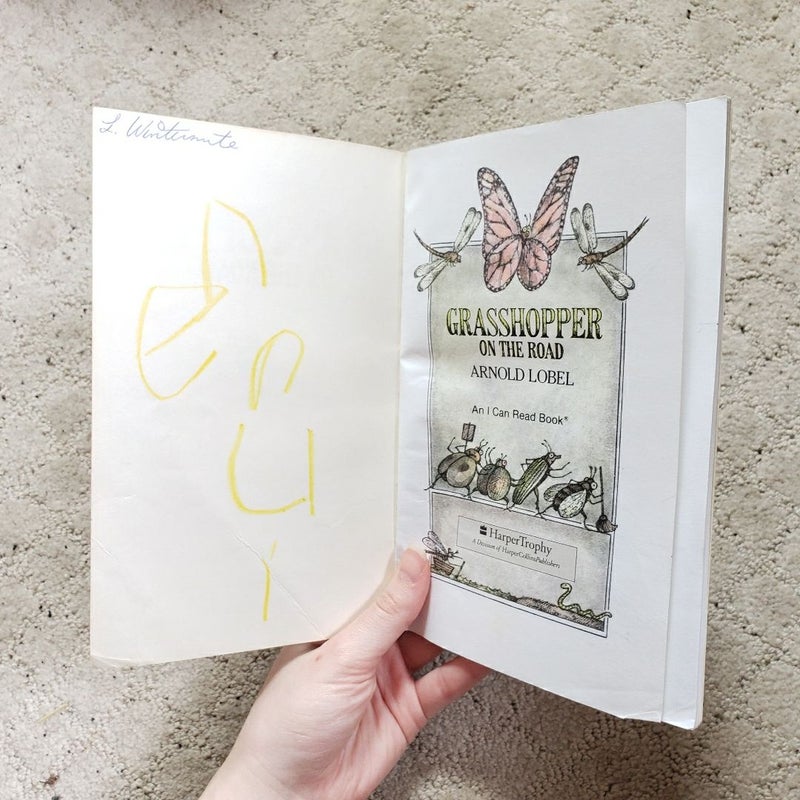 L. Wintermute
GRASSHOPPER
ON THE ROAD
ARNOLD LOBEL
An I Can Read Book®
HarperTrophy
A Division of HarperCollinsPublishers